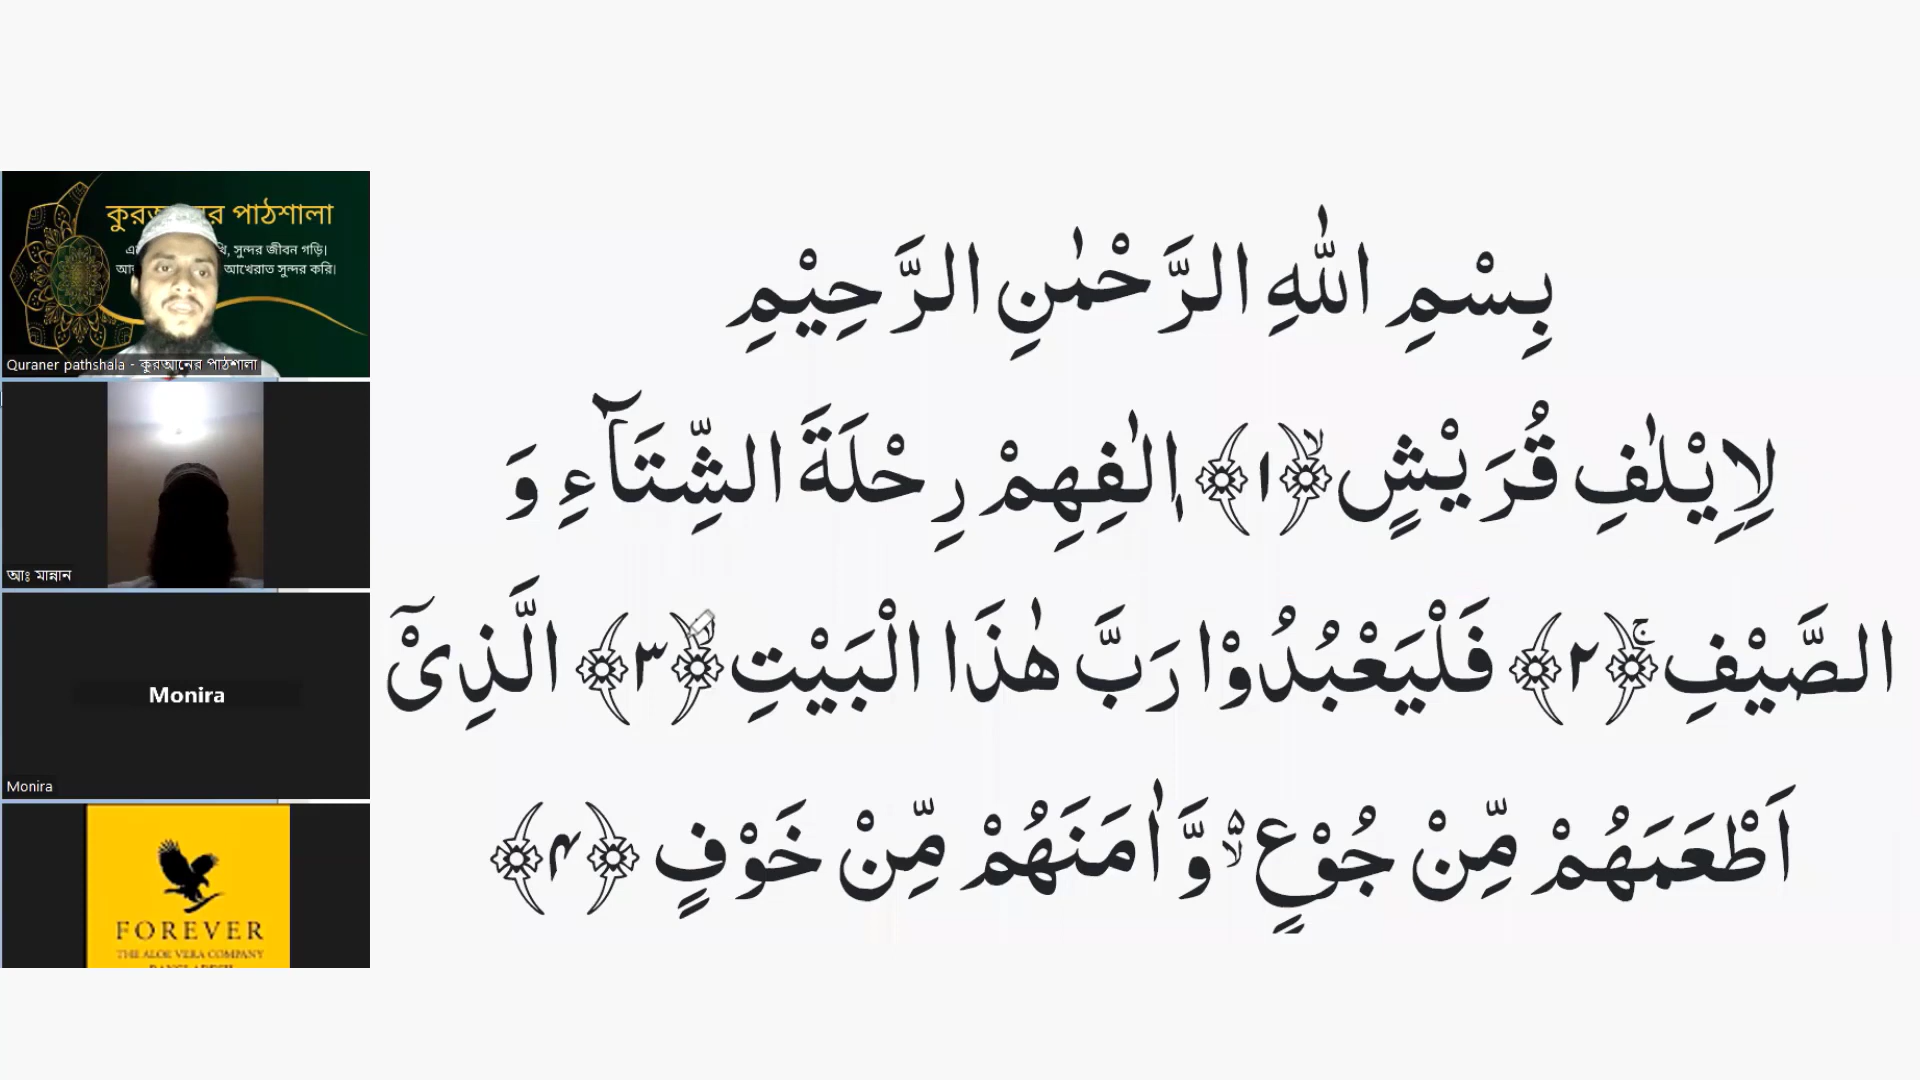 কুরআনের পাঠশালা
সুন্দর জীবন গড়ি।
আখেরাত সুন্দর করি।
Quraner pathshala - কুরআনের পাঠশালা
আঃ মান্নান
Monira
Monira
FOREVER
THE ALOE VERA COMPANY
BANGLADESH
بِسْمِ اللّٰهِ الرَّحْمٰنِ الرَّحِيْمِ
لِاِيْلٰفِ قُرَيْشٍ ﴿ۙ۱﴾ اٖلٰفِهِمْ رِحْلَةَ الشِّتَآءِ وَ
الصَّيْفِ ﴿ۚ۲﴾ فَلْيَعْبُدُوْا رَبَّ هٰذَا الْبَيْتِ ﴿ۙ۳﴾ الَّذِیْۤ
اَطْعَمَهُمْ مِّنْ جُوْعٍ ۬ۙ وَّ اٰمَنَهُمْ مِّنْ خَوْفٍ ﴿۴﴾